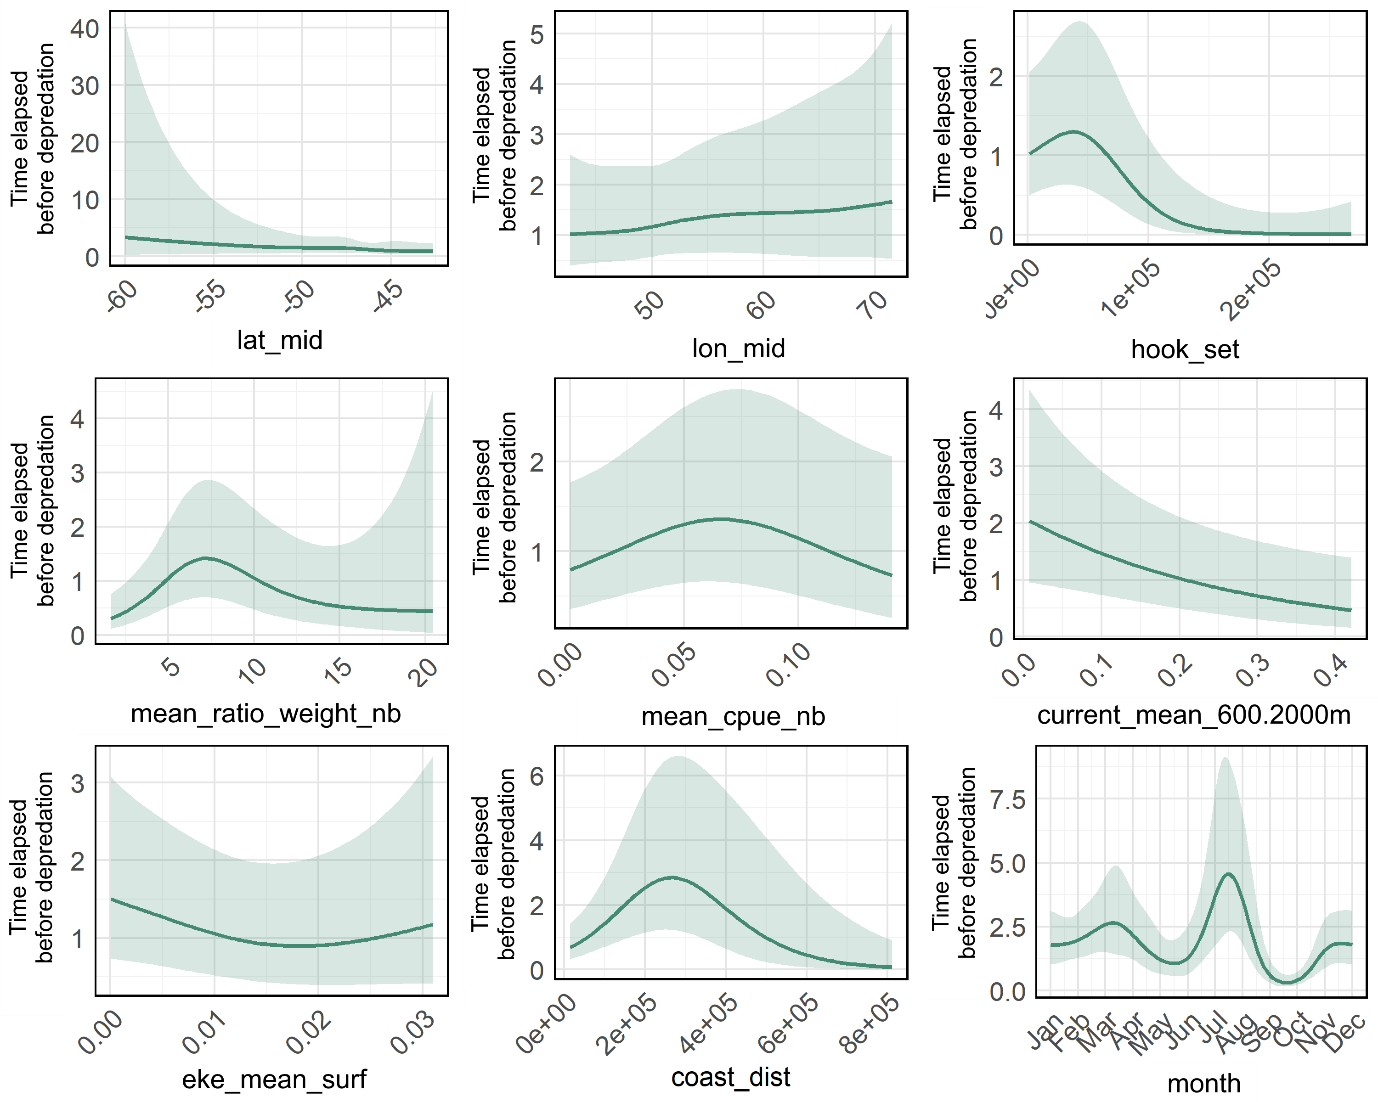 Time elapsed
before depredation
40
30
20
10
0
-60
-55
-50
-45
lat_mid
Time elapsed
before depredation
5
4
3
2
1
50
60
70
lon_mid
Time elapsed
before depredation
2
1
0
0e+00
1e+05
2e+05
hook_set
Time elapsed
before depredation
4
3
2
1
0
5
10
15
20
mean_ratio_weight_nb
Time elapsed
before depredation
2
1
0.00
0.05
0.10
mean_cpue_nb
Time elapsed
before depredation
4
3
2
1
0
0.0
0.1
0.2
0.3
0.4
current_mean_600.2000m
Time elapsed
before depredation
3
2
1
0.00
0.01
0.02
0.03
eke_mean_surf
Time elapsed
before depredation
6
4
2
0
0e+00
2e+05
4e+05
6e+05
8e+05
coast_dist
Time elapsed
before depredation
7.5
5.0
2.5
0.0
Jan
Feb
Mar
Apr
May
Jun
Jul
Aug
Sep
Oct
Nov
Dec
month